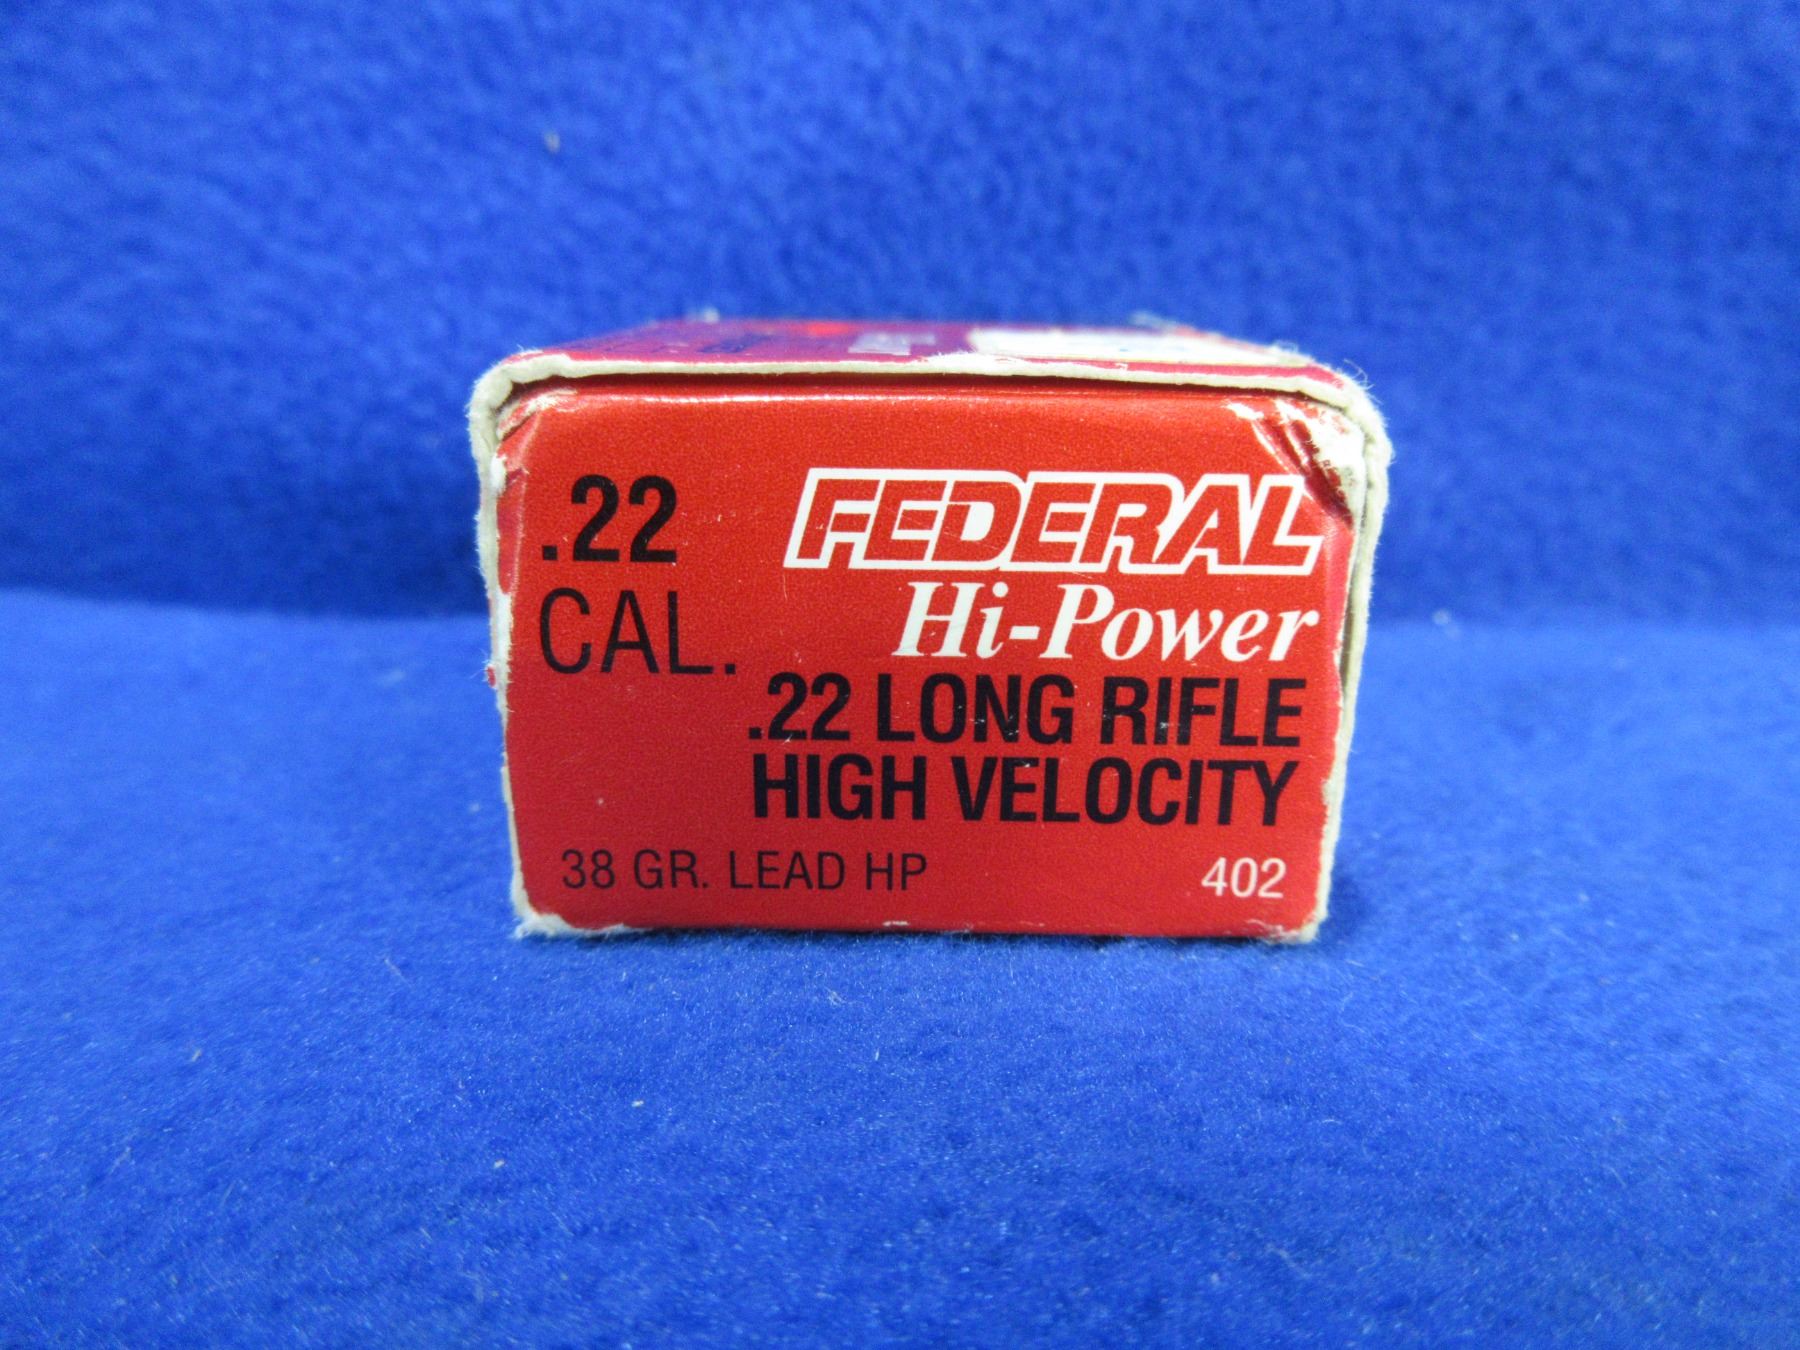 .22
CAL.
FEDERAL
Hi-Power
.22 LONG RIFLE
HIGH VELOCITY
38 GR. LEAD HP
402